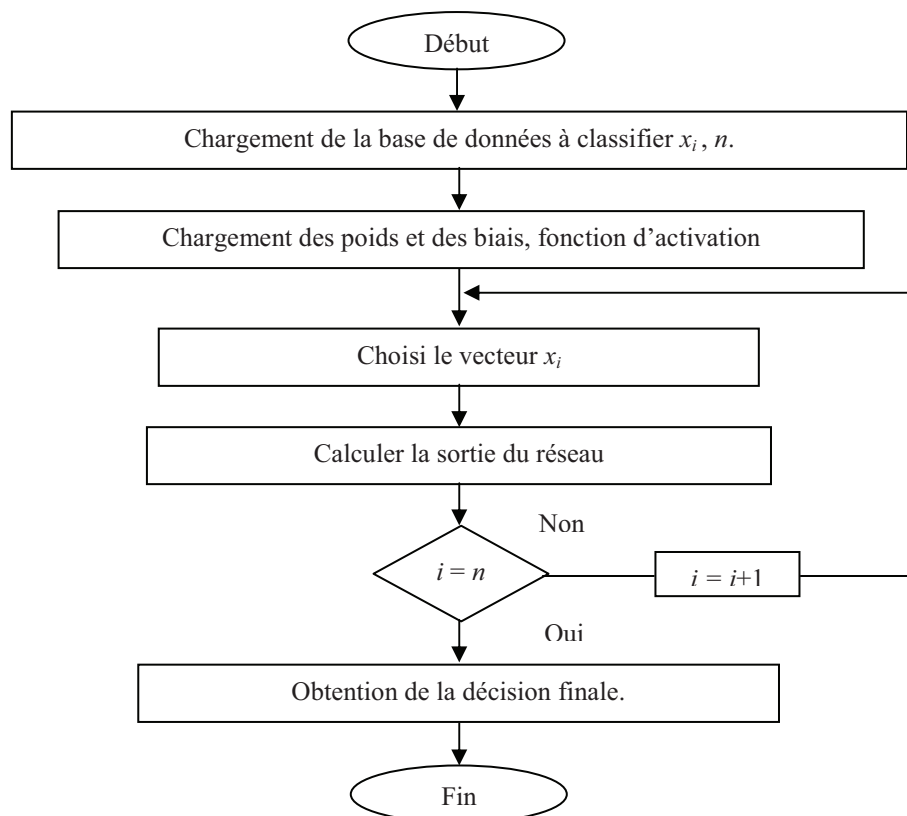 Début
Chargement de la base de données à classifier xᵢ , n.
Chargement des poids et des biais, fonction d’activation
Choisi le vecteur xᵢ
Calculer la sortie du réseau
Non
i = n
i = i+1
Oui
Obtention de la décision finale.
Fin